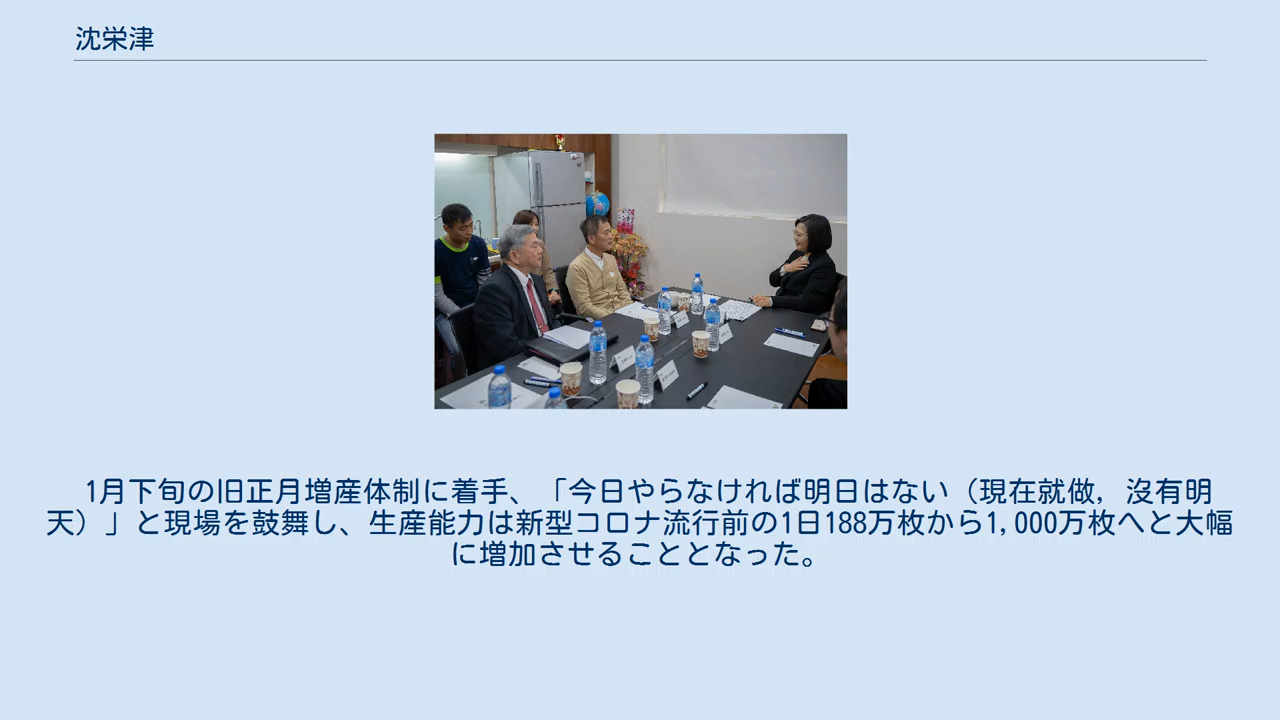 沈栄津
1月下旬の旧正月増産体制に着手、「今日やらなければ明日はない（現在就做, 沒有明
天）」と現場を鼓舞し、生産能力は新型コロナ流行前の1日188万枚から1,000万枚へと大幅
に増加させることとなった。